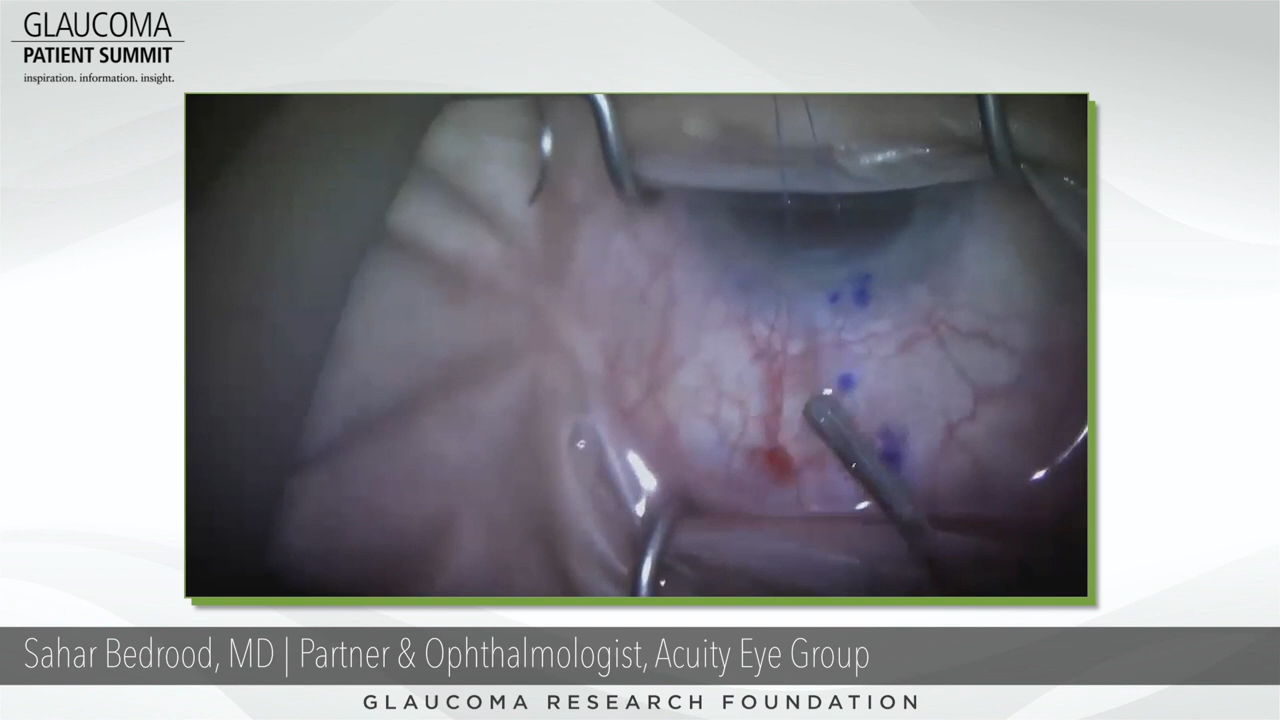 GLAUCOMA
PATIENT SUMMIT
inspiration. information. insight.
Sahar Bedrood, MD | Partner & Ophthalmologist, Acuity Eye Group
GLAUCOMA RESEARCH FOUNDATION